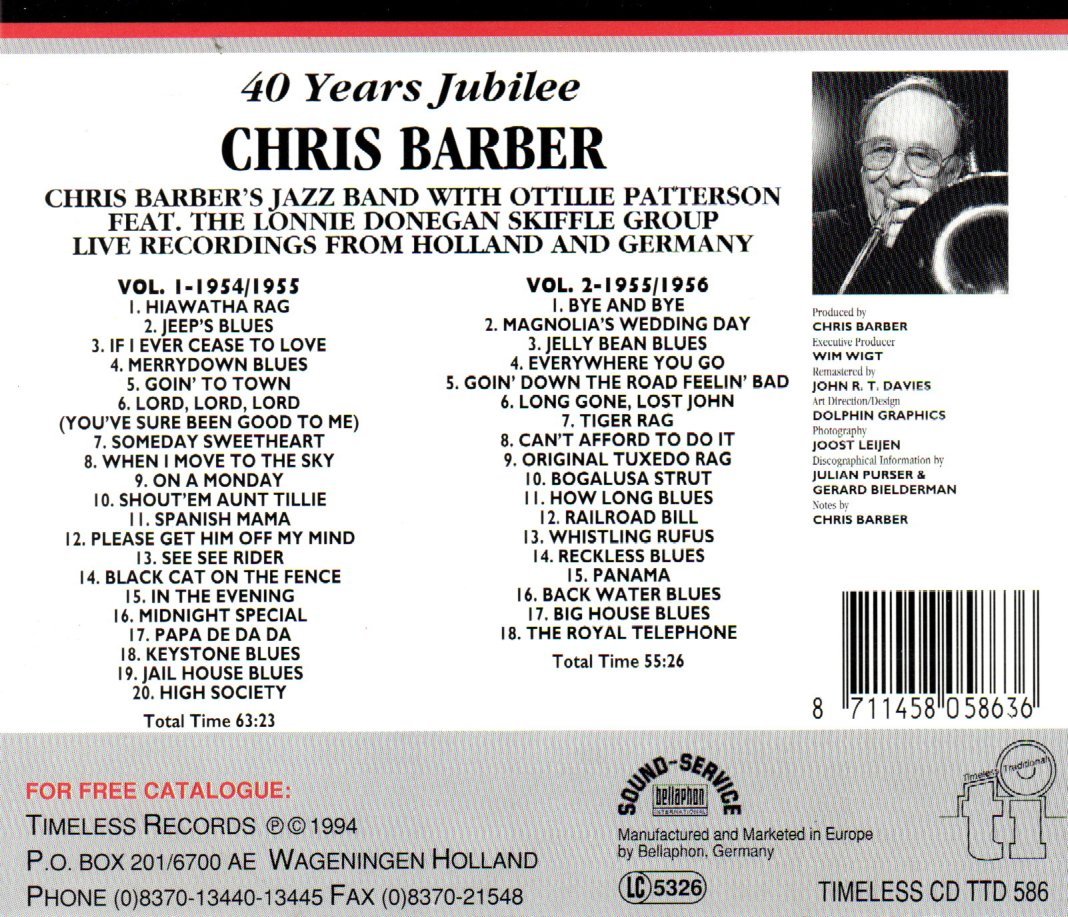 40 Years Jubilee
CHRIS BARBER
CHRIS BARBER'S JAZZ BAND WITH OTTILIE PATTERSON
FEAT. THE LONNIE DONEGAN SKIFFLE GROUP
LIVE RECORDINGS FROM HOLLAND AND GERMANY
VOL. 1-1954/1955
1. HIAWATHA RAG
2. JEEP'S BLUES
3. IF I EVER CEASE TO LOVE
4. MERRYDOWN BLUES
5. GOIN' TO TOWN
6. LORD, LORD, LORD
(YOU'VE SURE BEEN GOOD TO ME)
7. SOMEDAY SWEETHEART
8. WHEN I MOVE TO THE SKY
9. ON A MONDAY
10. SHOUT'EM AUNT TILLIE
11. SPANISH MAMA
12. PLEASE GET HIM OFF MY MIND
13. SEE SEE RIDER
14. BLACK CAT ON THE FENCE
15. IN THE EVENING
16. MIDNIGHT SPECIAL
17. PAPA DE DA DA
18. KEYSTONE BLUES
19. JAIL HOUSE BLUES
20. HIGH SOCIETY
Total Time 63:23
VOL. 2-1955/1956
1. BYE AND BYE
2. MAGNOLIA'S WEDDING DAY
3. JELLY BEAN BLUES
4. EVERYWHERE YOU GO
5. GOIN' DOWN THE ROAD FEELIN' BAD
6. LONG GONE, LOST JOHN
7. TIGER RAG
8. CAN'T AFFORD TO DO IT
9. ORIGINAL TUXEDO RAG
10. BOGALUSA STRUT
11. HOW LONG BLUES
12. RAILROAD BILL
13. WHISTLING RUFUS
14. RECKLESS BLUES
15. PANAMA
16. BACK WATER BLUES
17. BIG HOUSE BLUES
18. THE ROYAL TELEPHONE
Total Time 55:26
Produced by
CHRIS BARBER
Executive Producer
WIM WIGT
Remastered by
JOHN R. T. DAVIES
Art Direction/Design
DOLPHIN GRAPHICS
Photography
JOOST LEIJEN
Discographical Information by
JULIAN PURSER &
GERARD BIELDERMAN
Notes by
CHRIS BARBER
8 711458 058636
FOR FREE CATALOGUE:
TIMELESS RECORDS ℗© 1994
P.O. BOX 201/6700 AE WAGENINGEN HOLLAND
PHONE (0)8370-13440-13445 FAX (0)8370-21548
SOUND-SERVICE
bellaphon
INTERNATIONAL
Manufactured and Marketed in Europe
by Bellaphon, Germany
LC 5326
Timeless Traditional
ti
TIMELESS CD TTD 586